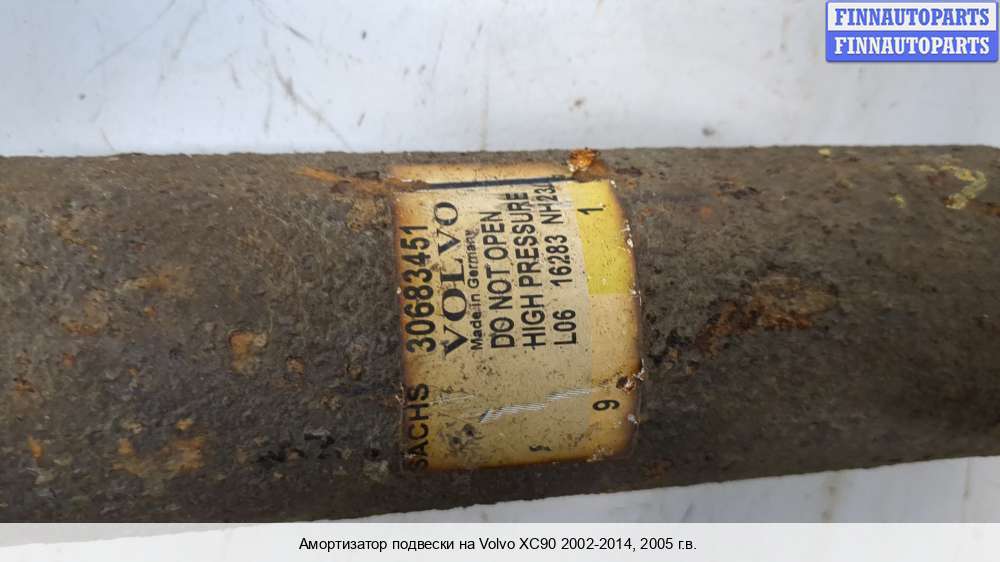 FINNAUTOPARTS
FINNAUTOPARTS
SACHS 30683451
VOLVO
Made in Germany
DO NOT OPEN
HIGH PRESSURE
L06 16283
9 1
Амортизатор подвески на Volvo XC90 2002-2014, 2005 г.в.